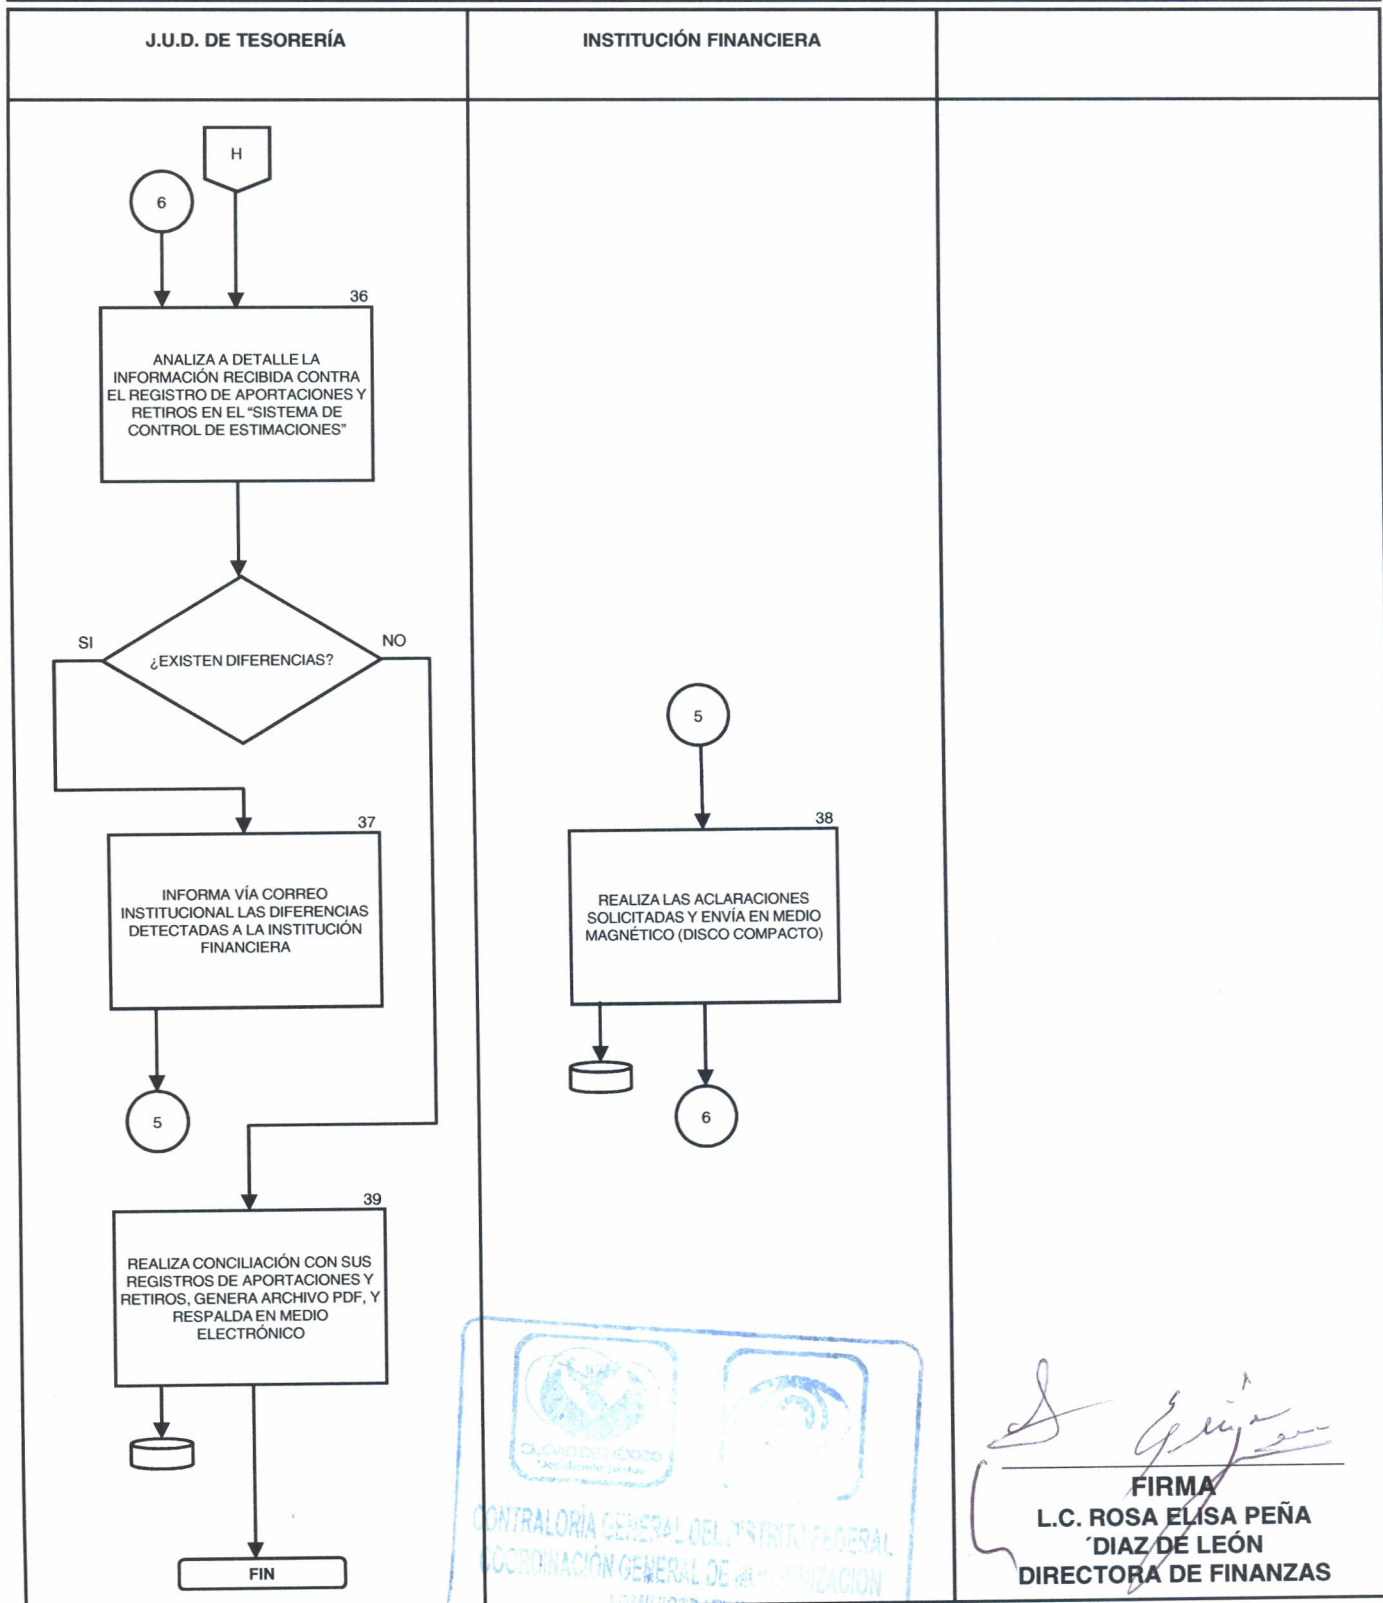 J.U.D. DE TESORERÍA
INSTITUCIÓN FINANCIERA
H
6
36
ANALIZA A DETALLE LA
INFORMACIÓN RECIBIDA CONTRA
EL REGISTRO DE APORTACIONES Y
RETIROS EN EL “SISTEMA DE
CONTROL DE ESTIMACIONES”
SI
¿EXISTEN DIFERENCIAS?
NO
37
INFORMA VÍA CORREO
INSTITUCIONAL LAS DIFERENCIAS
DETECTADAS A LA INSTITUCIÓN
FINANCIERA
5
39
REALIZA CONCILIACIÓN CON SUS
REGISTROS DE APORTACIONES Y
RETIROS, GENERA ARCHIVO PDF, Y
RESPALDA EN MEDIO
ELECTRÓNICO
FIN
5
38
REALIZA LAS ACLARACIONES
SOLICITADAS Y ENVÍA EN MEDIO
MAGNÉTICO (DISCO COMPACTO)
6
CIUDAD DE MÉXICO
CONTRALORÍA GENERAL DEL DISTRITO FEDERAL
COORDINACIÓN GENERAL DE MODERNIZACIÓN
FIRMA
L.C. ROSA ELISA PEÑA
´DIAZ DE LEÓN
DIRECTORA DE FINANZAS